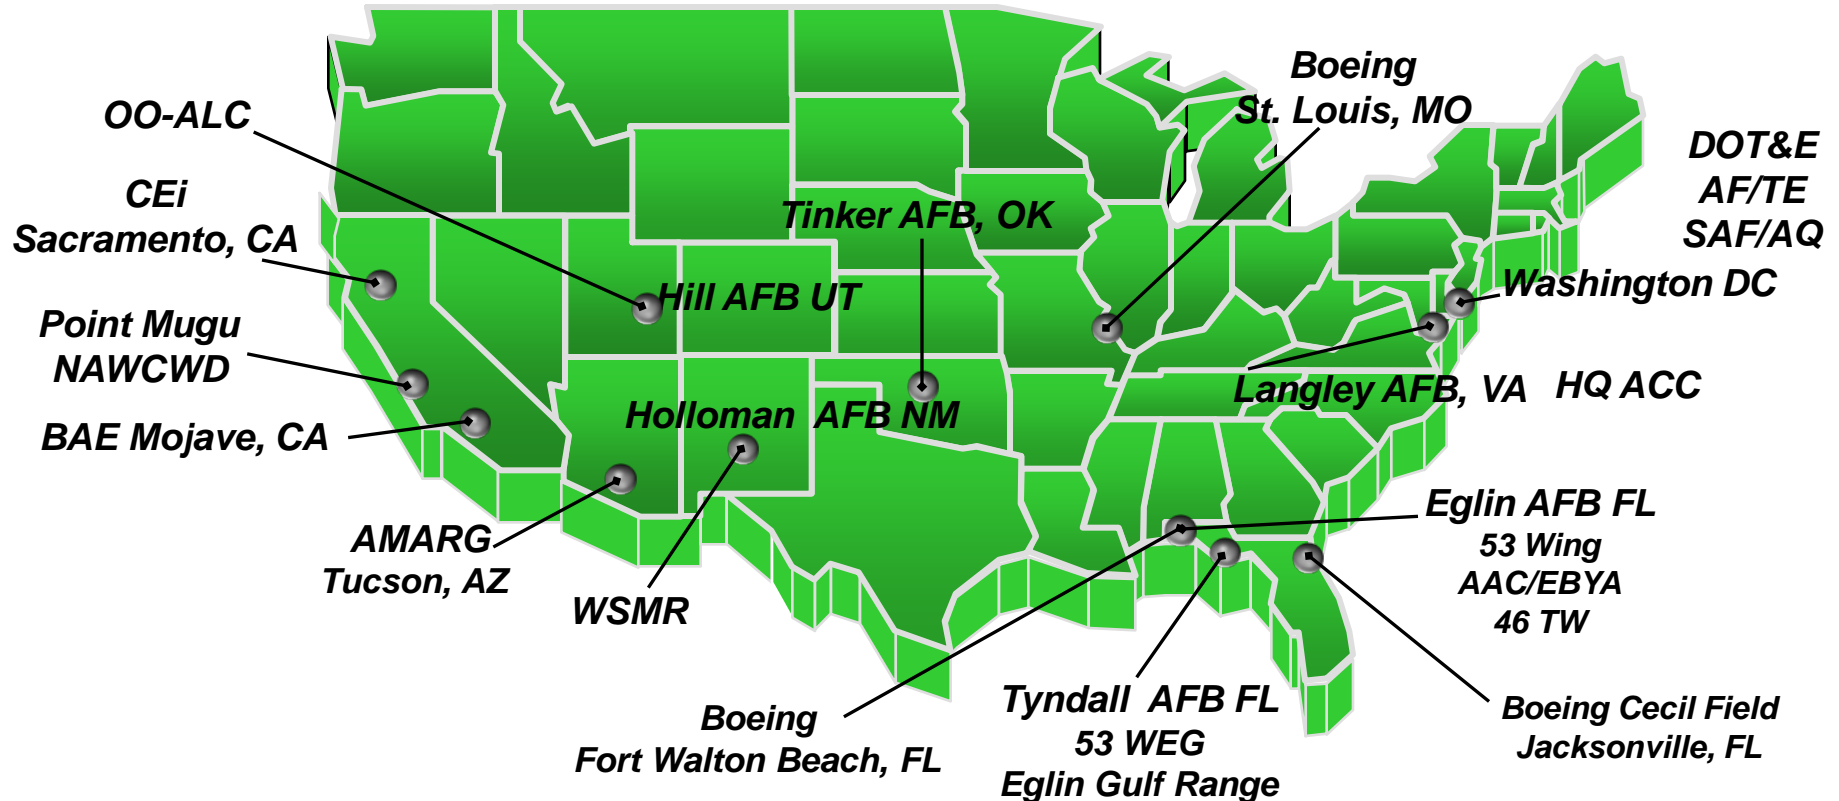 Boeing
St. Louis, MO
OO-ALC
DOT&E
AF/TE
SAF/AQ
CEi
Sacramento, CA
Tinker AFB, OK
Hill AFB UT
Washington DC
Point Mugu
NAWCWD
Langley AFB, VA
HQ ACC
Holloman AFB NM
BAE Mojave, CA
AMARG
Tucson, AZ
WSMR
Eglin AFB FL
53 Wing
AAC/EBYA
46 TW
Boeing
Fort Walton Beach, FL
Tyndall AFB FL
53 WEG
Eglin Gulf Range
Boeing Cecil Field
Jacksonville, FL